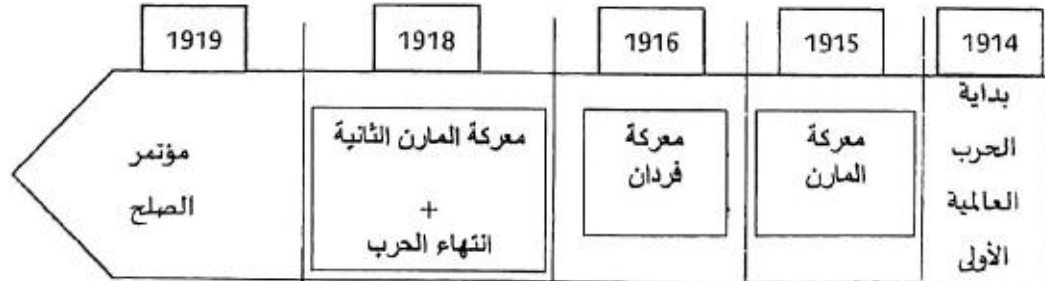 1914
1915
1916
1918
1919
بداية
الحرب
العالمية
الأولى
معركة
المارن
معركة
فردان
معركة المارن الثانية
+
انتهاء الحرب
مؤتمر
الصلح